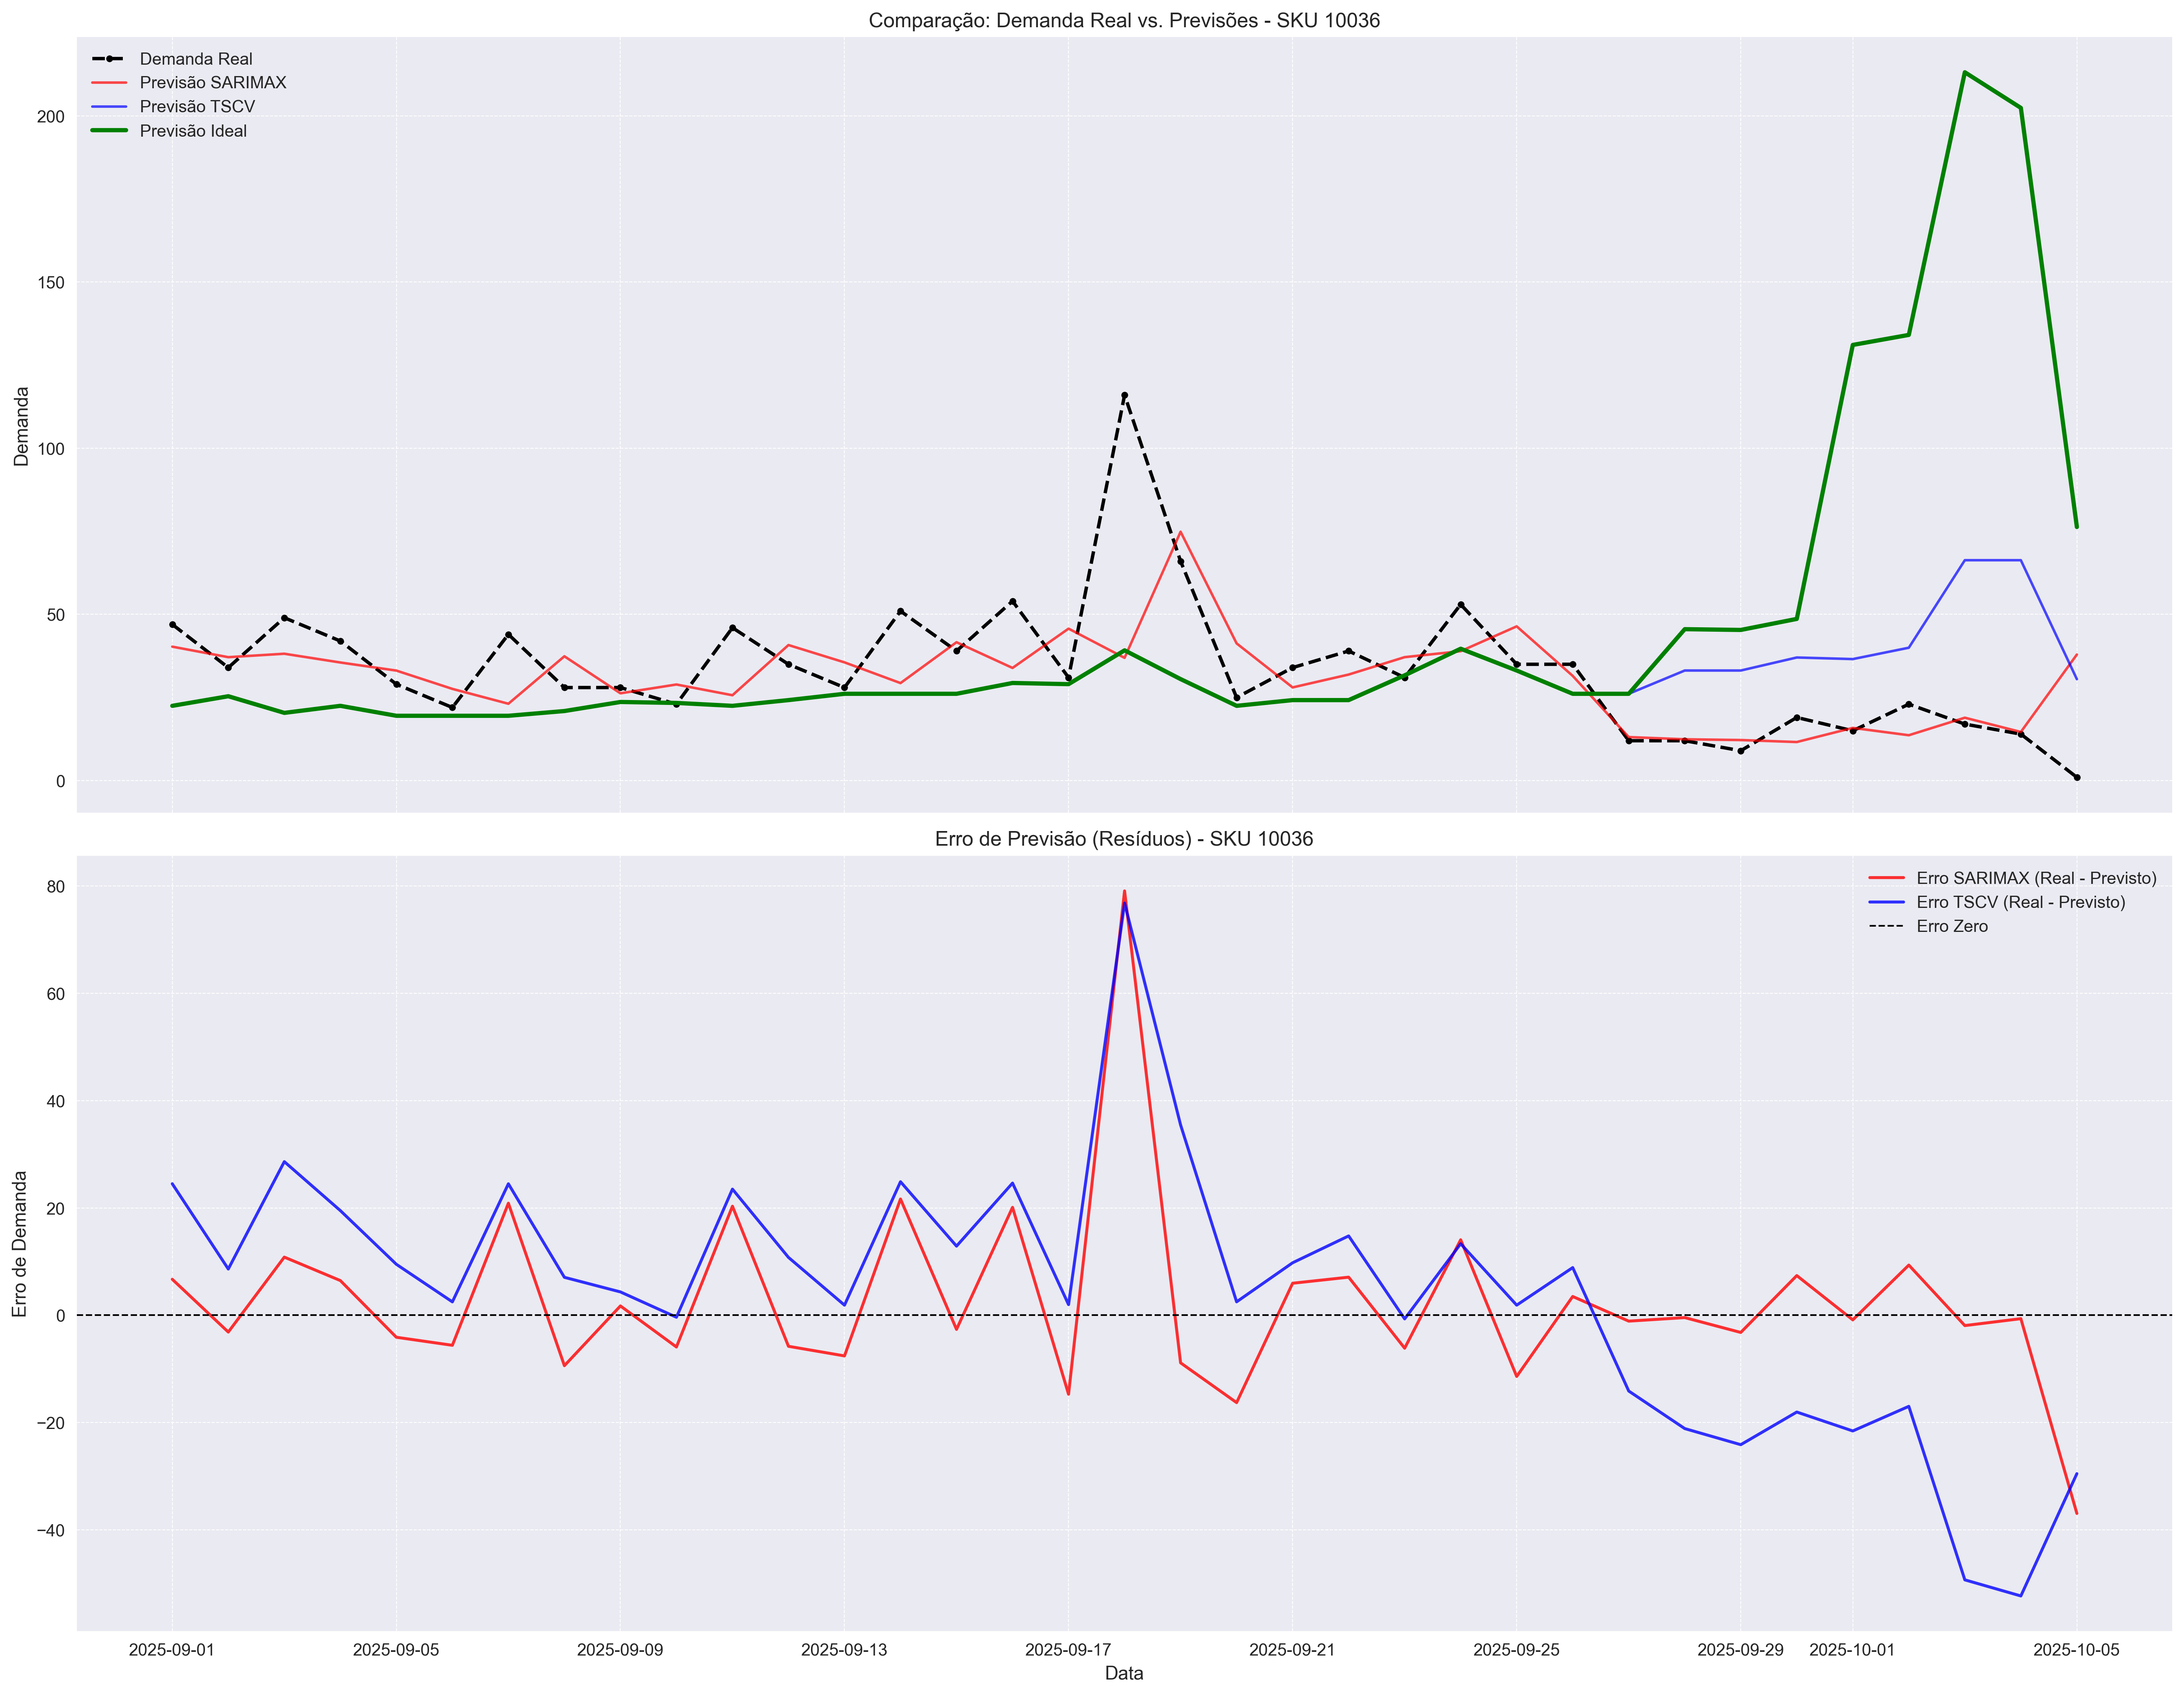 Comparação: Demanda Real vs. Previsões - SKU 10036
Demanda Real
Previsão SARIMAX
Previsão TSCV
Previsão Ideal
200
150
100
50
0
Demanda
Erro de Previsão (Resíduos) - SKU 10036
Erro SARIMAX (Real - Previsto)
Erro TSCV (Real - Previsto)
Erro Zero
80
60
40
20
0
−20
−40
Erro de Demanda
2025-09-01
2025-09-05
2025-09-09
2025-09-13
2025-09-17
2025-09-21
2025-09-25
2025-09-29
2025-10-01
2025-10-05
Data